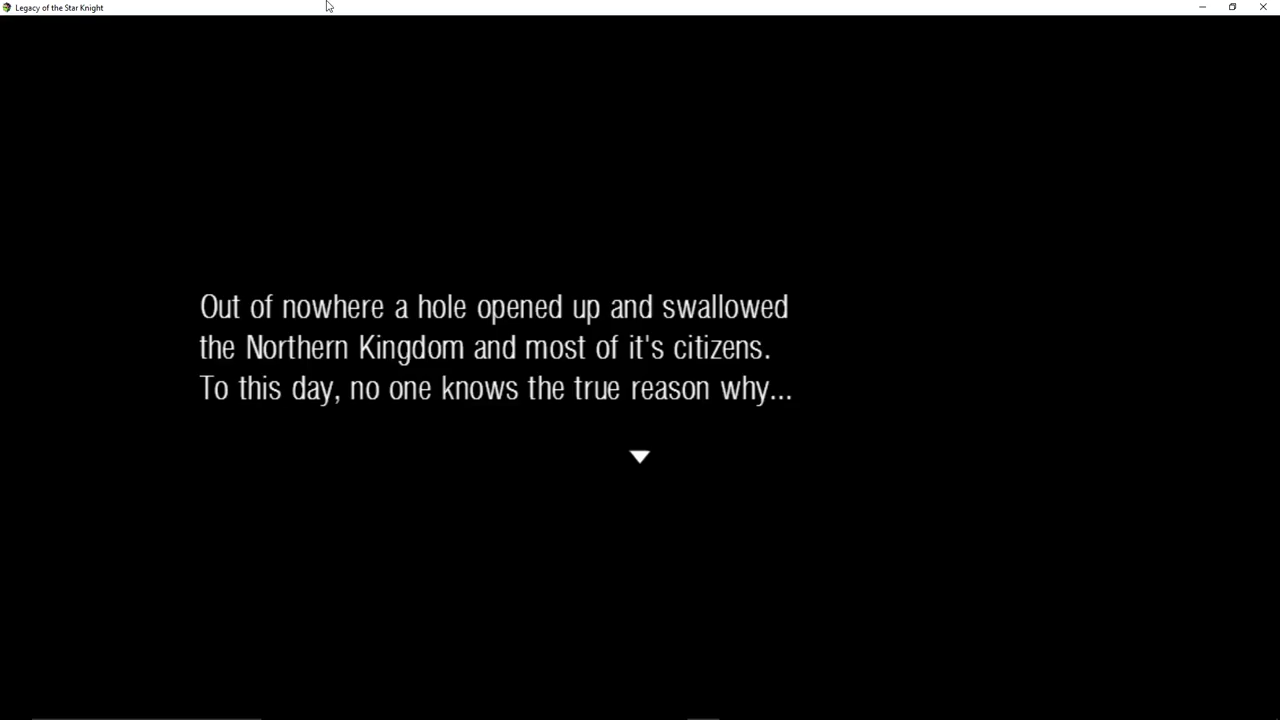 Legacy of the Star Knight
Out of nowhere a hole opened up and swallowed
the Northern Kingdom and most of it's citizens.
To this day, no one knows the true reason why...